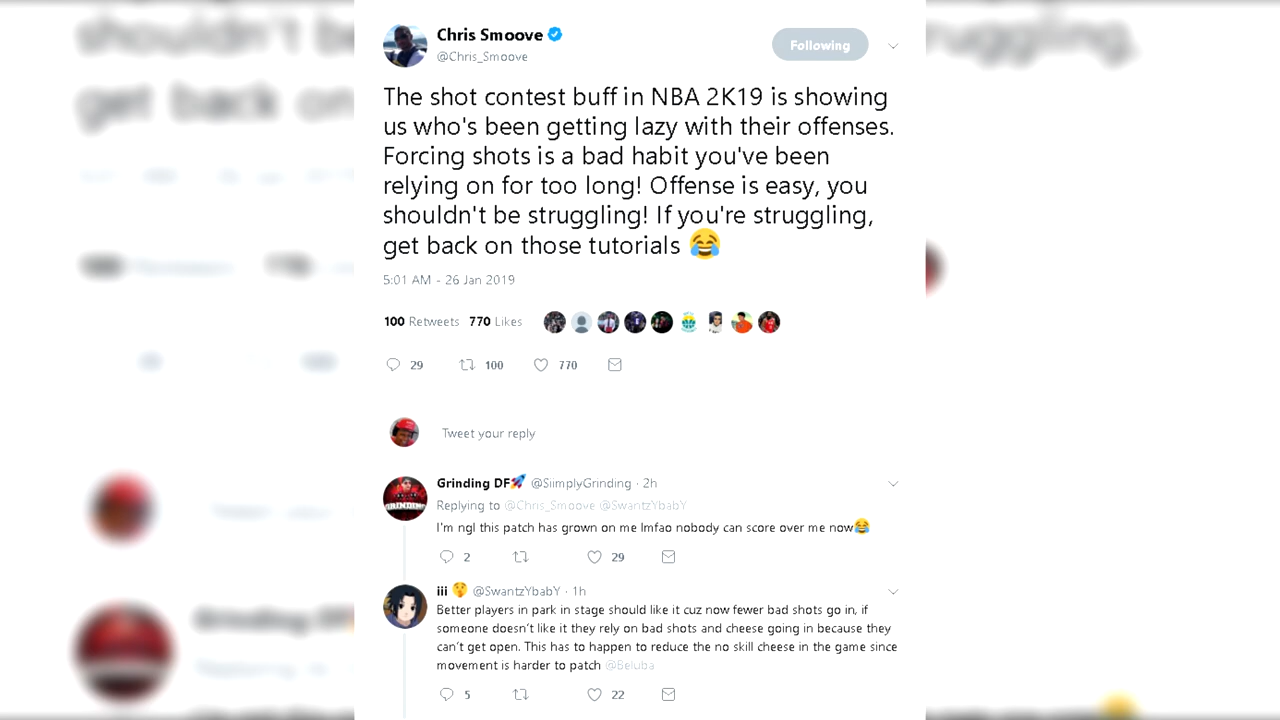 Chris Smoove
@Chris_Smoove
Following
The shot contest buff in NBA 2K19 is showing
us who's been getting lazy with their offenses.
Forcing shots is a bad habit you've been
relying on for too long! Offense is easy, you
shouldn't be struggling! If you're struggling,
get back on those tutorials 😂
5:01 AM - 26 Jan 2019
100 Retweets 770 Likes
29 100 770
Tweet your reply
Grinding DF🚀 @SiimplyGrinding · 2h
Replying to @Chris_Smoove @SwantzYbabY
I'm ngl this patch has grown on me lmfao nobody can score over me now😂
2 29
iii 🤫 @SwantzYbabY · 1h
Better players in park in stage should like it cuz now fewer bad shots go in, if
someone doesn't like it they rely on bad shots and cheese going in because they
can't get open. This has to happen to reduce the no skill cheese in the game since
movement is harder to patch @Beluba
5 22
shouldn't be
ruggling,
get back on